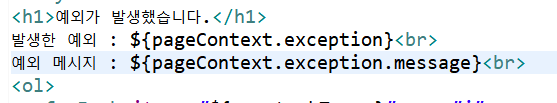 <h1>예외가 발생했습니다.</h1>
발생한 예외 : ${pageContext.exception}<br>
예외 메시지 : ${pageContext.exception.message}<br>
<ol>